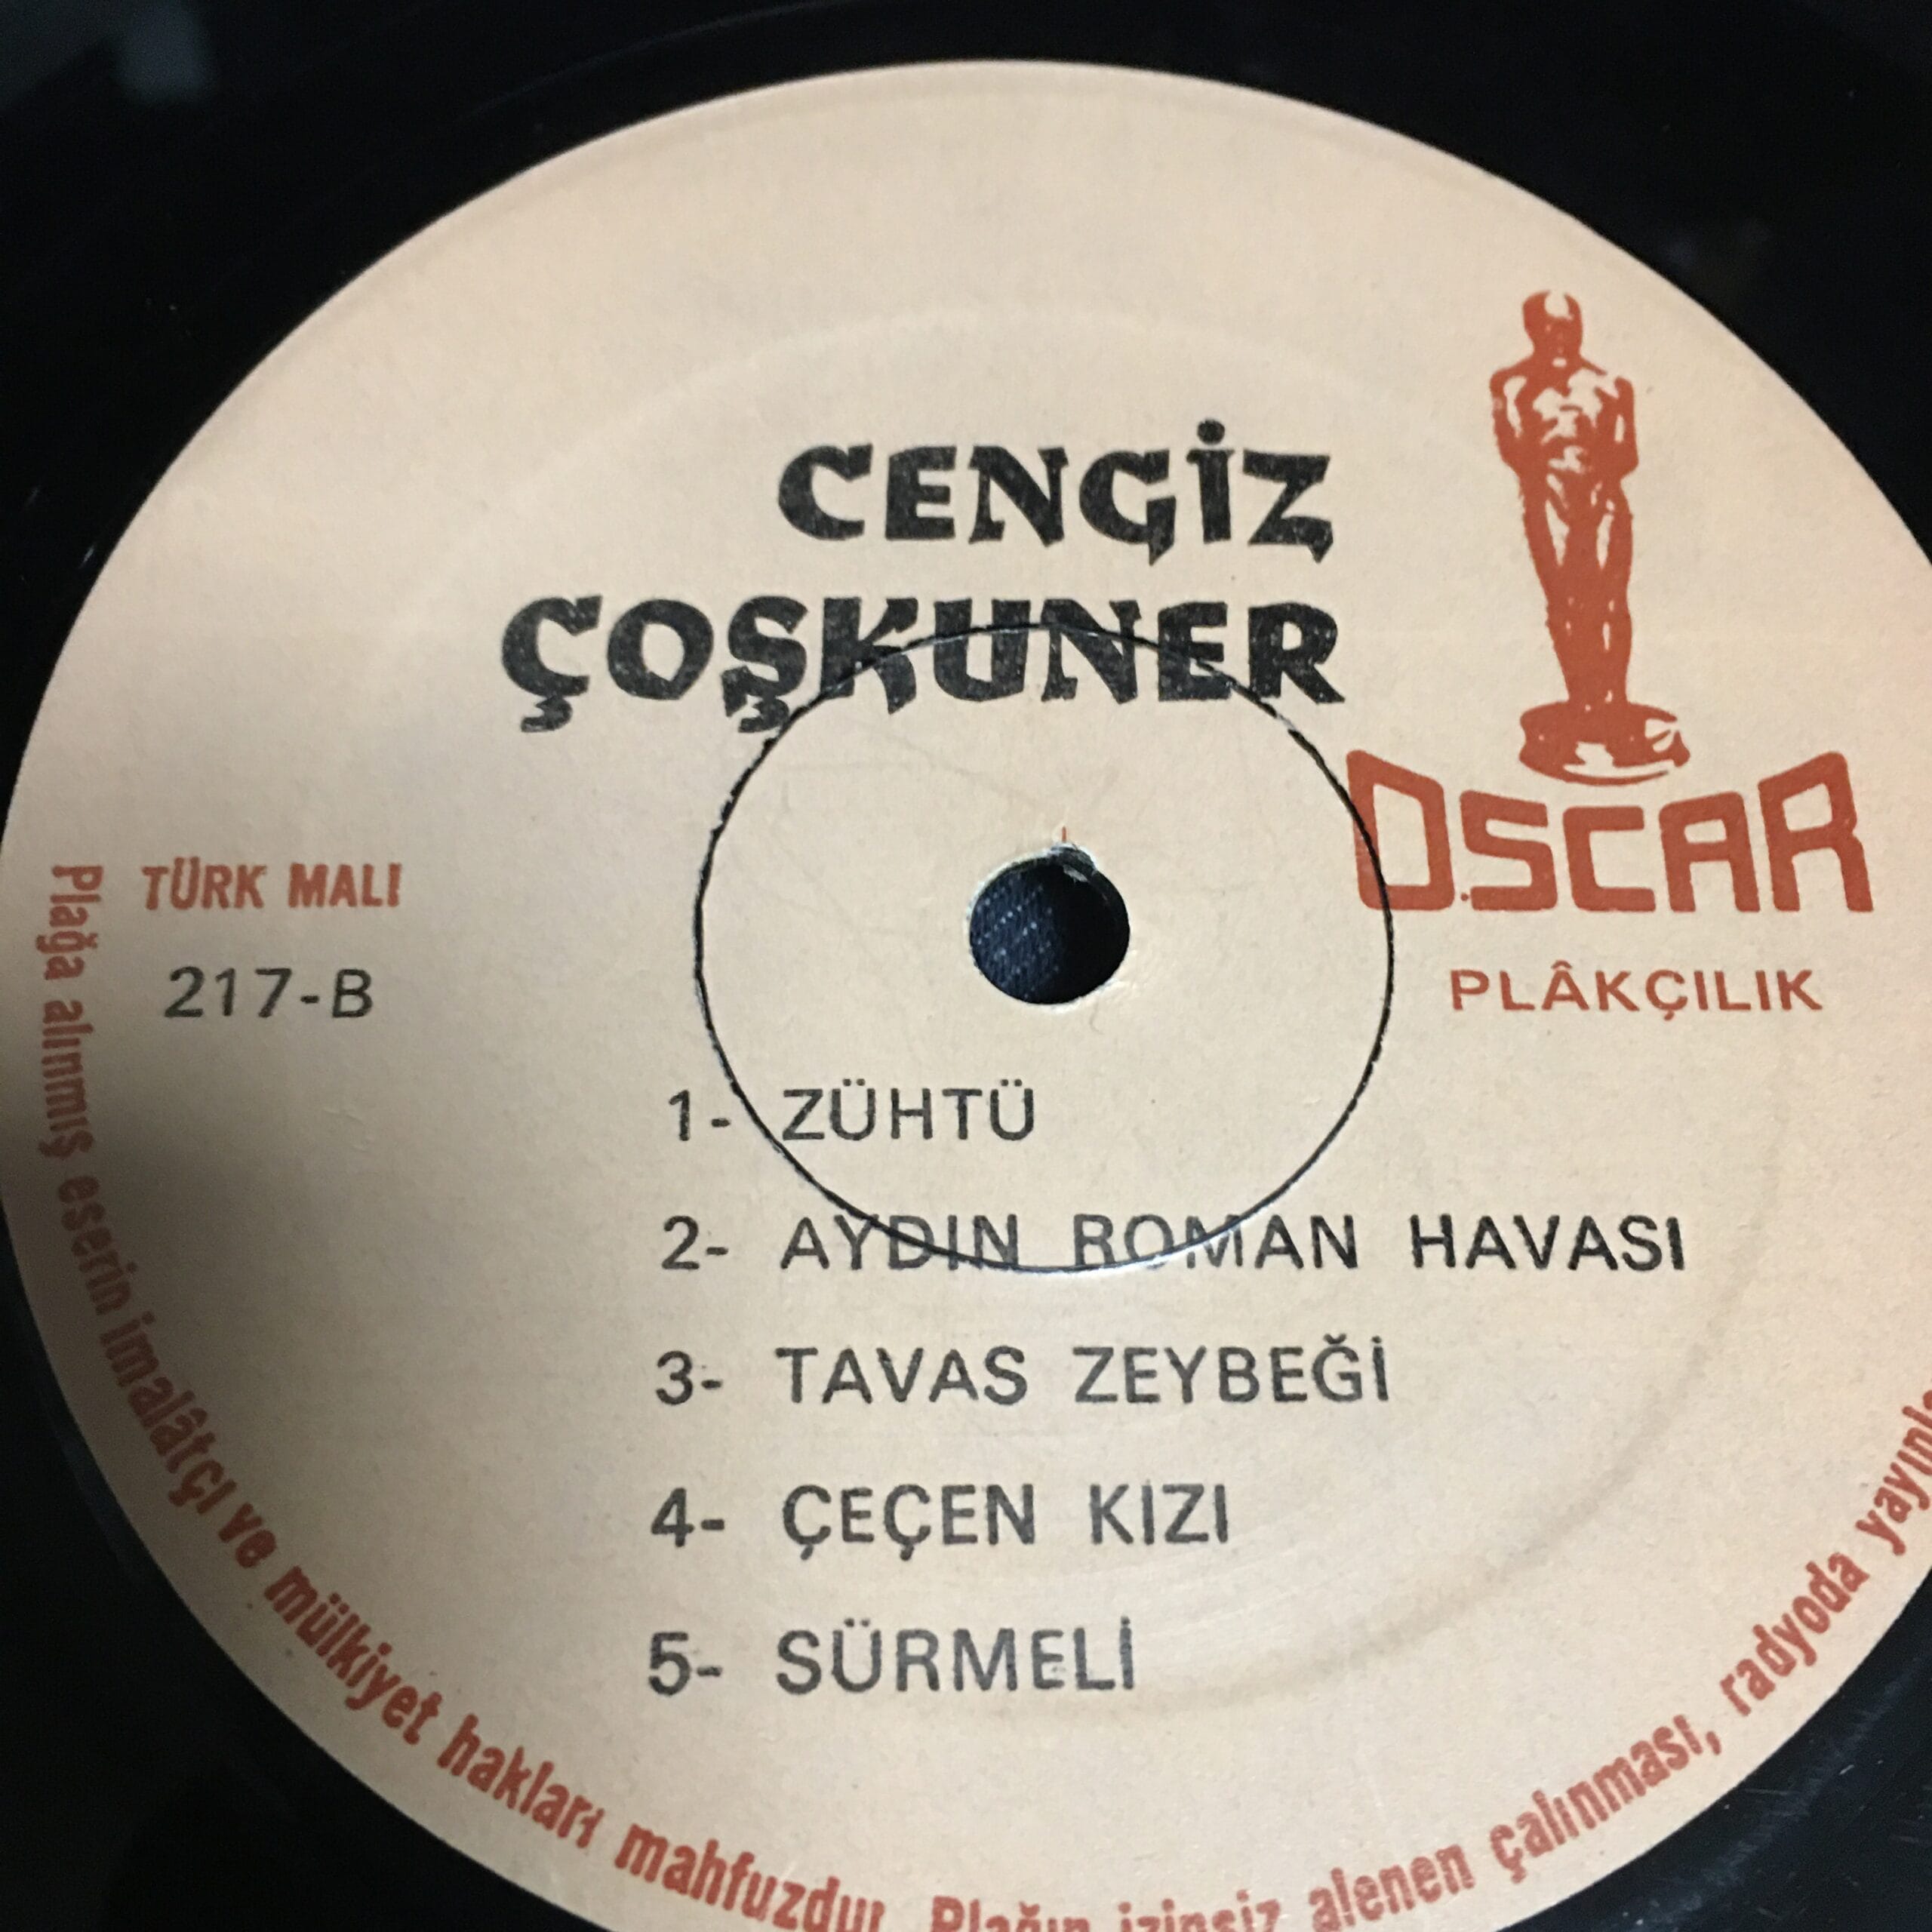 CENGİZ
ÇOŞKUNER
OSCAR
PLÂKÇILIK
TÜRK MALI
217-B
1- ZÜHTÜ
2- AYDIN ROMAN HAVASI
3- TAVAS ZEYBEĞİ
4- ÇEÇEN KIZI
5- SÜRMELİ
Plağa alınmış eserin imalâtçı ve mülkiyet hakları mahfuzdur. Plağın izinsiz alenen çalınması, radyoda